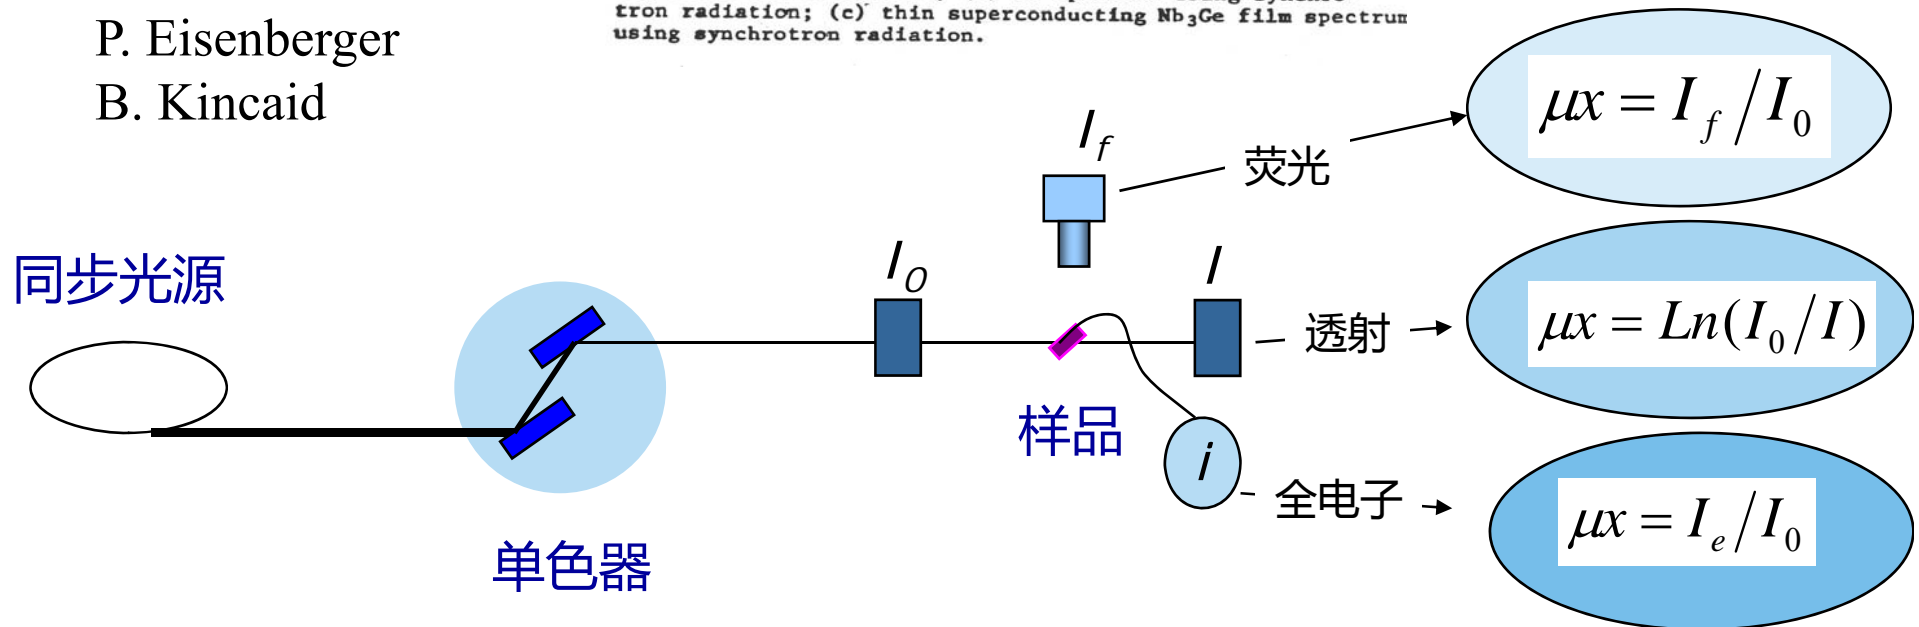 tron radiation; (c) thin superconducting Nb₃Ge film spectrum
using synchrotron radiation.
P. Eisenberger
B. Kincaid
I_f
荧光
μx = I_f/I_0
同步光源
I_0
I
透射
μx = Ln(I_0/I)
样品
i
全电子
μx = I_e/I_0
单色器